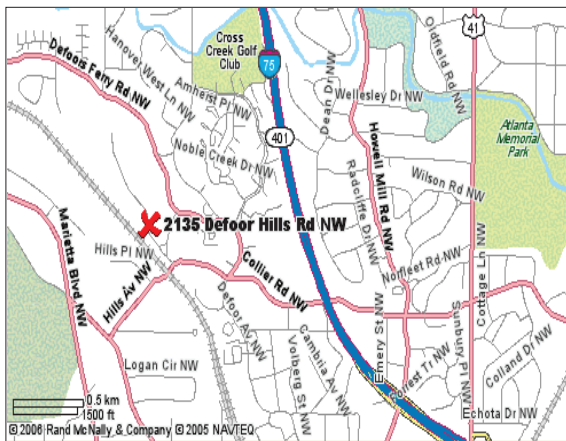 Cross
Creek Golf
Club
75
41
Oldfield Rd NW
Defoors Ferry Rd NW
Hanover West Ln NW
Amherst Pl NW
Dean Dr NW
Wellesley Dr NW
401
Atlanta
Memorial
Park
Noble Creek Dr NW
Howell Mill Rd NW
Radcliffe Dr NW
Wilson Rd NW
2135 Defoor Hills Rd NW
Marietta Blvd NW
Hills Pl NW
Hills Av NW
Collier Rd NW
Norfleet Rd NW
Cottage Ln NW
Defoor Av NW
Emery St NW
Sunbury Pl NW
Logan Cir NW
Volberg St NW
Cambria Av NW
Forrest Tr NW
Colland Dr NW
0.5 km
1500 ft
Echota Dr NW
© 2006 Rand McNally & Company © 2005 NAVTEQ